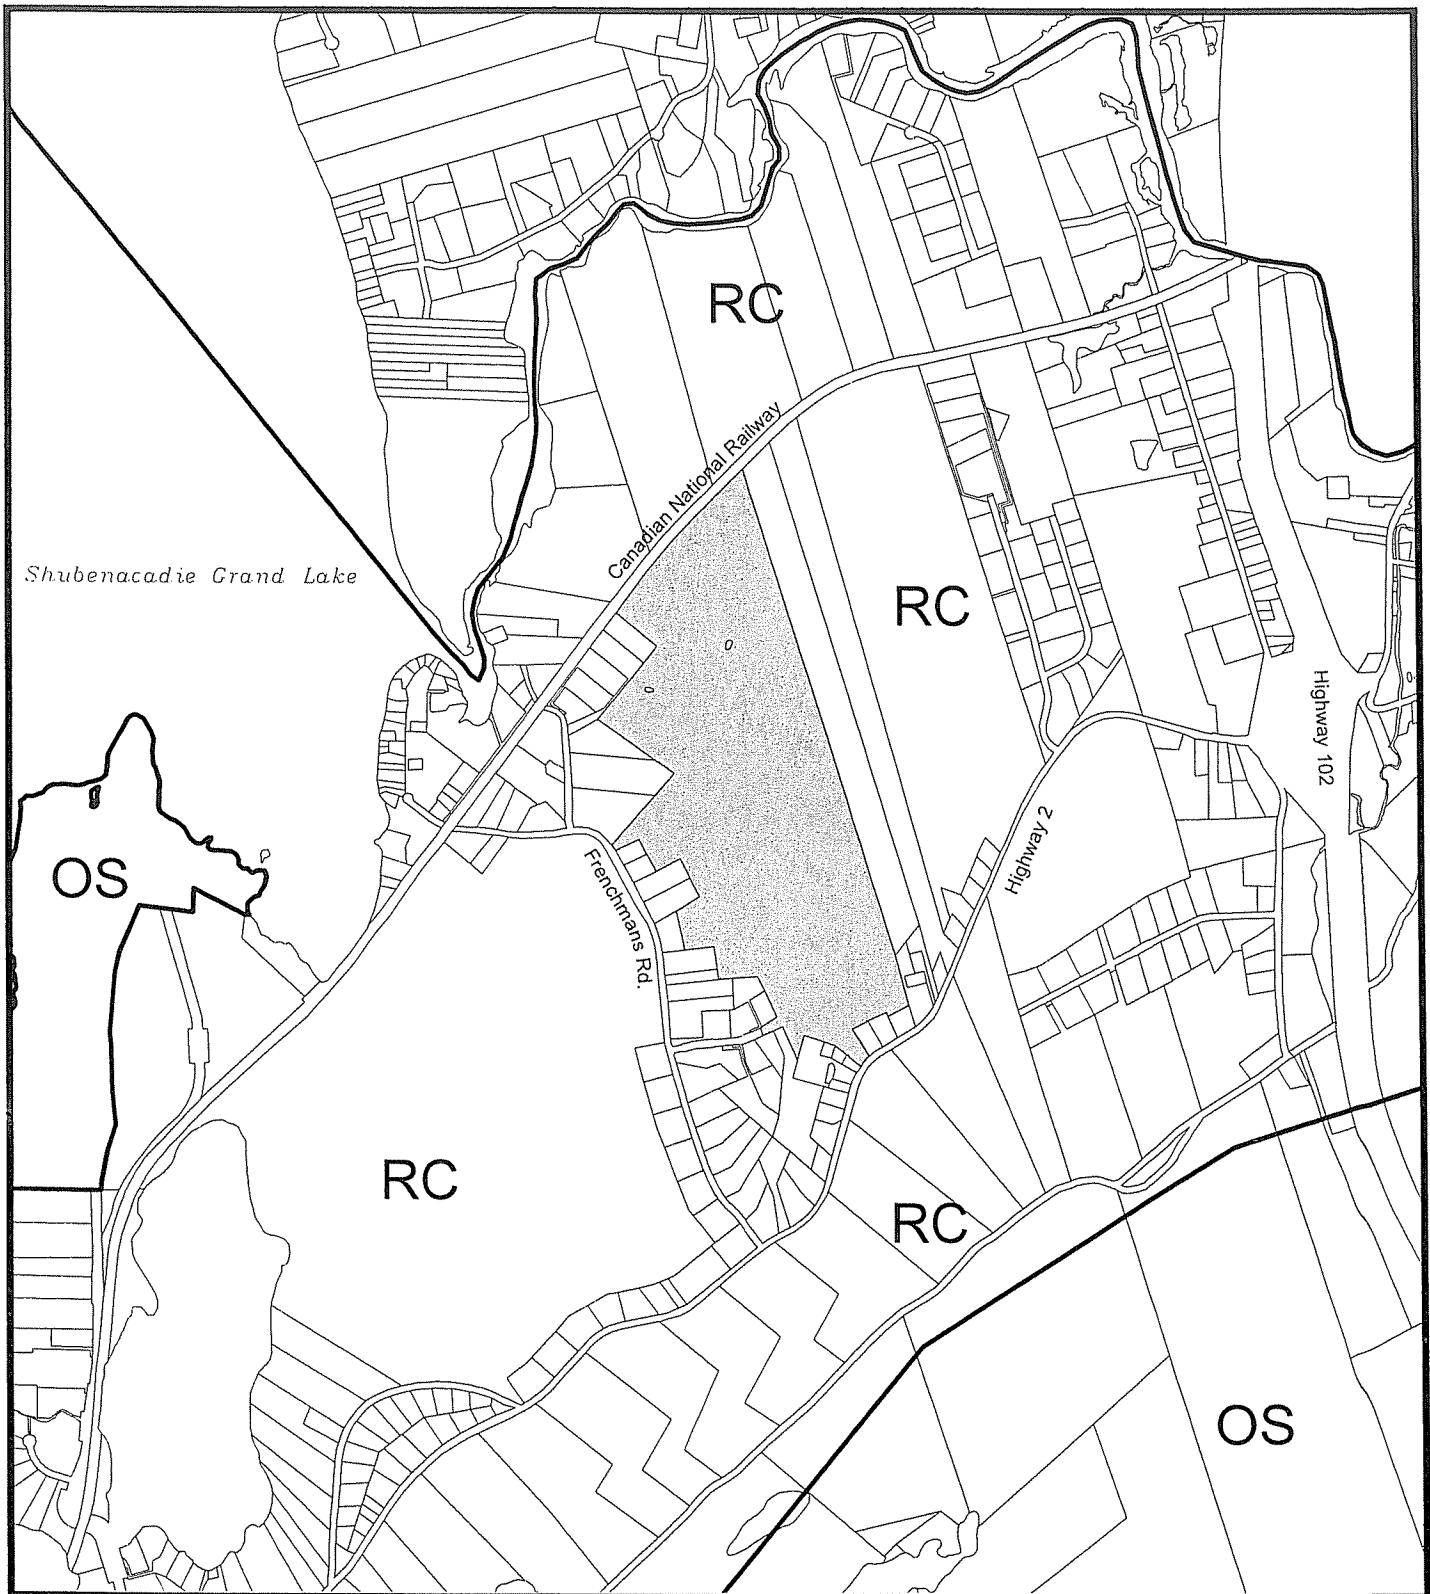 RC
Canadian National Railway
Shubenacadie Grand Lake
RC
Highway 102
Highway 2
OS
Frenchmans Rd.
RC
RC
OS